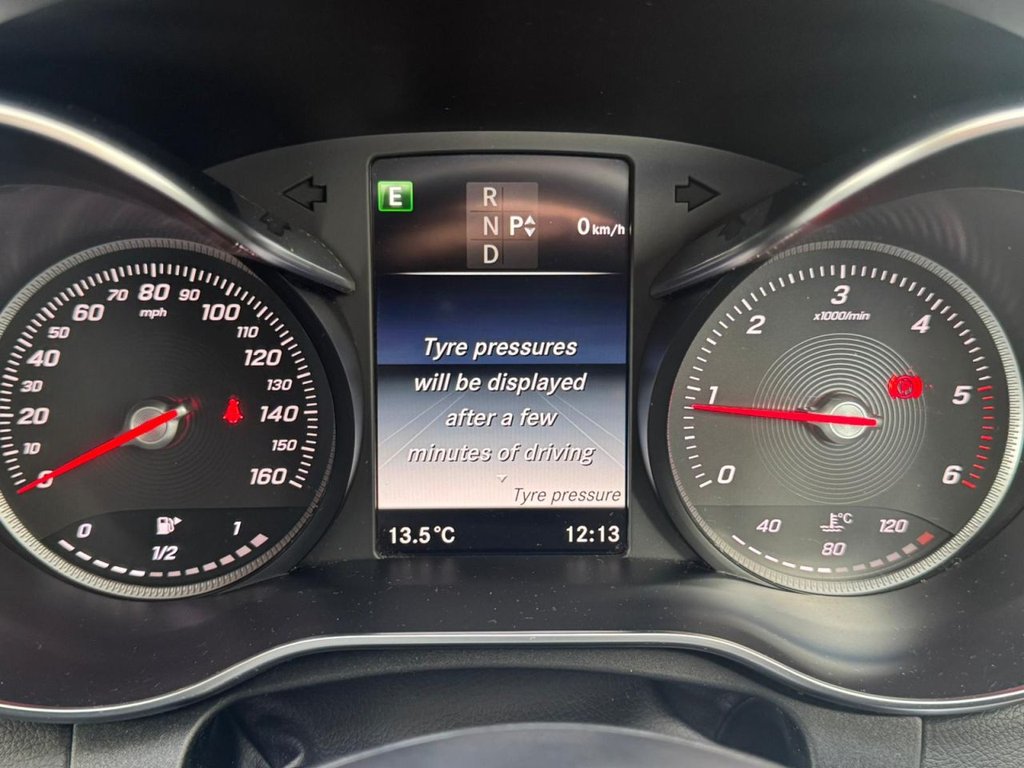 E
R
N P 0 km/h
D
Tyre pressures
will be displayed
after a few
minutes of driving
Tyre pressure
13.5°C 12:13
0
10
20
30
40
50
60
70
80
90
100
110
120
130
140
150
160
mph
0 1/2 1
0
1
2
3
4
5
6
x1000/min
40 80 120
°C